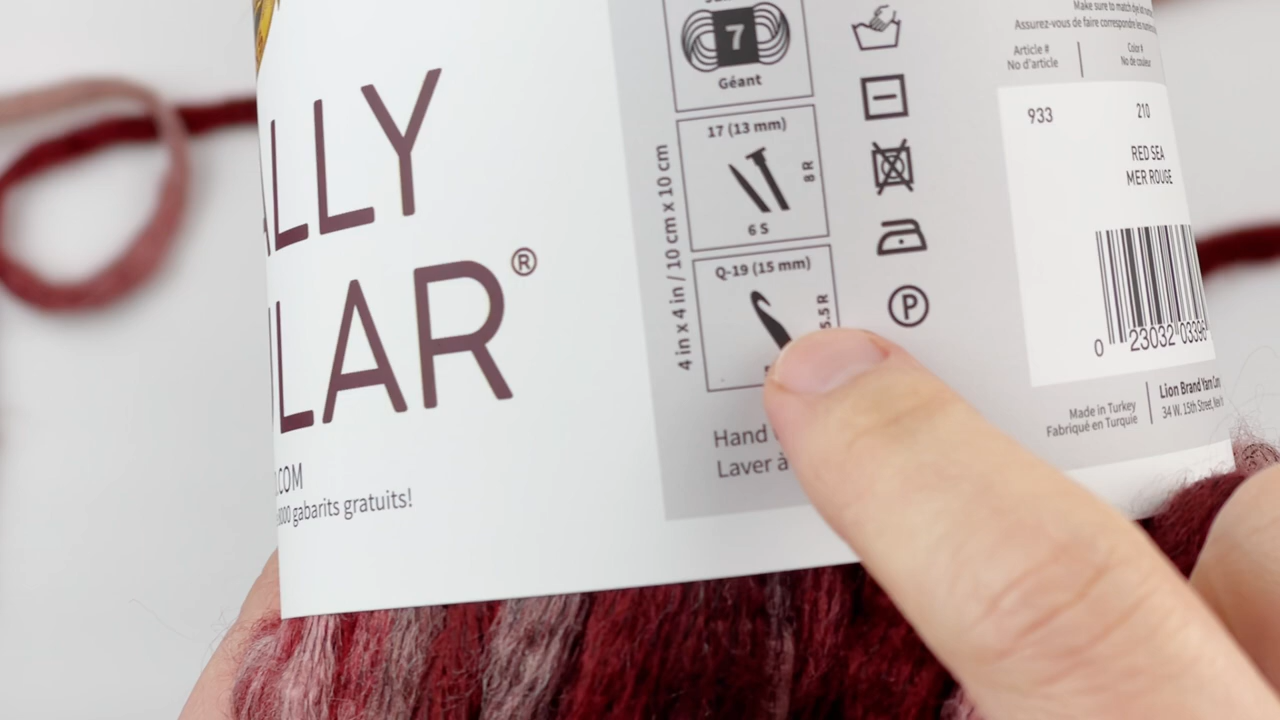 LLY
LAR®
.COM
gabarits gratuits!
4 in x 4 in / 10 cm x 10 cm
7
Géant
17 (13 mm)
8 R
6 S
Q-19 (15 mm)
5.5 R
Hand
Laver à
P
Make sure to match dye lot
Assurez-vous de faire correspondre les
Article #
No d'article
Color #
No de couleur
933
210
RED SEA
MER ROUGE
0 23032 0339
Made in Turkey
Fabriqué en Turquie
Lion Brand Yarn
34 W. 15th Street,